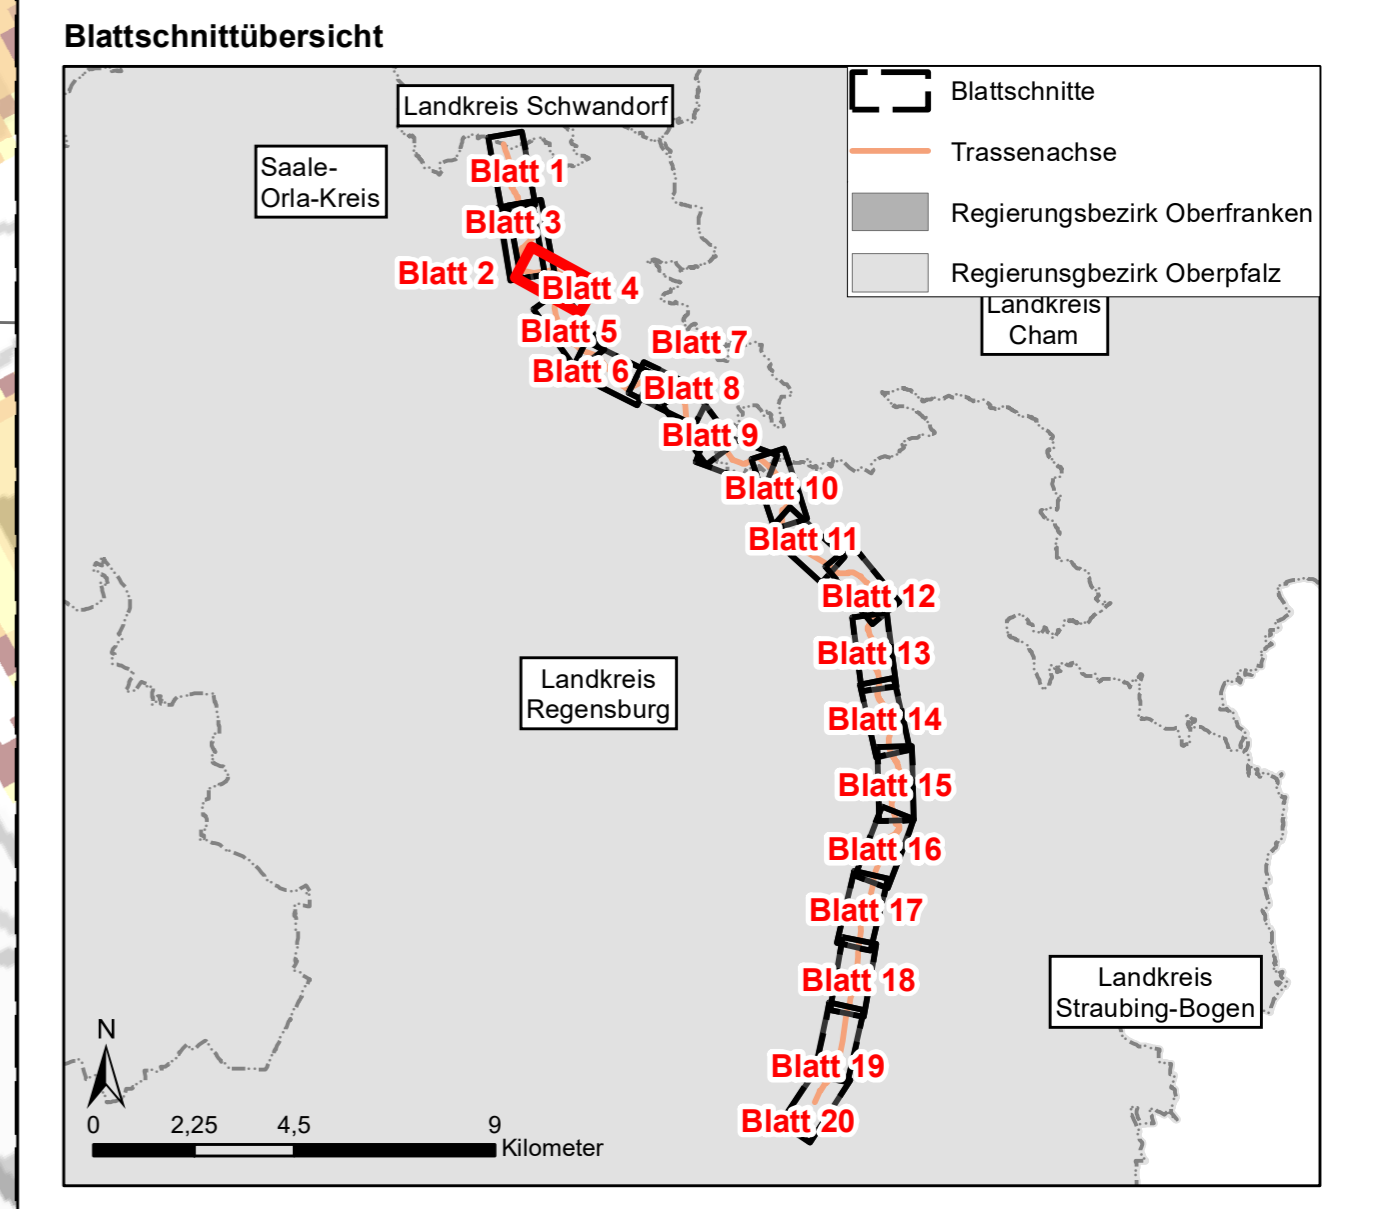 Blattschnittübersicht
Landkreis Schwandorf
Saale-
Orla-Kreis
Blattschnitte
Trassenachse
Regierungsbezirk Oberfranken
Regierunsgbezirk Oberpfalz
Landkreis
Cham
Blatt 1
Blatt 3
Blatt 2
Blatt 4
Blatt 5
Blatt 7
Blatt 6
Blatt 8
Blatt 9
Blatt 10
Blatt 11
Blatt 12
Blatt 13
Landkreis
Regensburg
Blatt 14
Blatt 15
Blatt 16
Blatt 17
Blatt 18
Landkreis
Straubing-Bogen
Blatt 19
Blatt 20
N
0 2,25 4,5 9
Kilometer